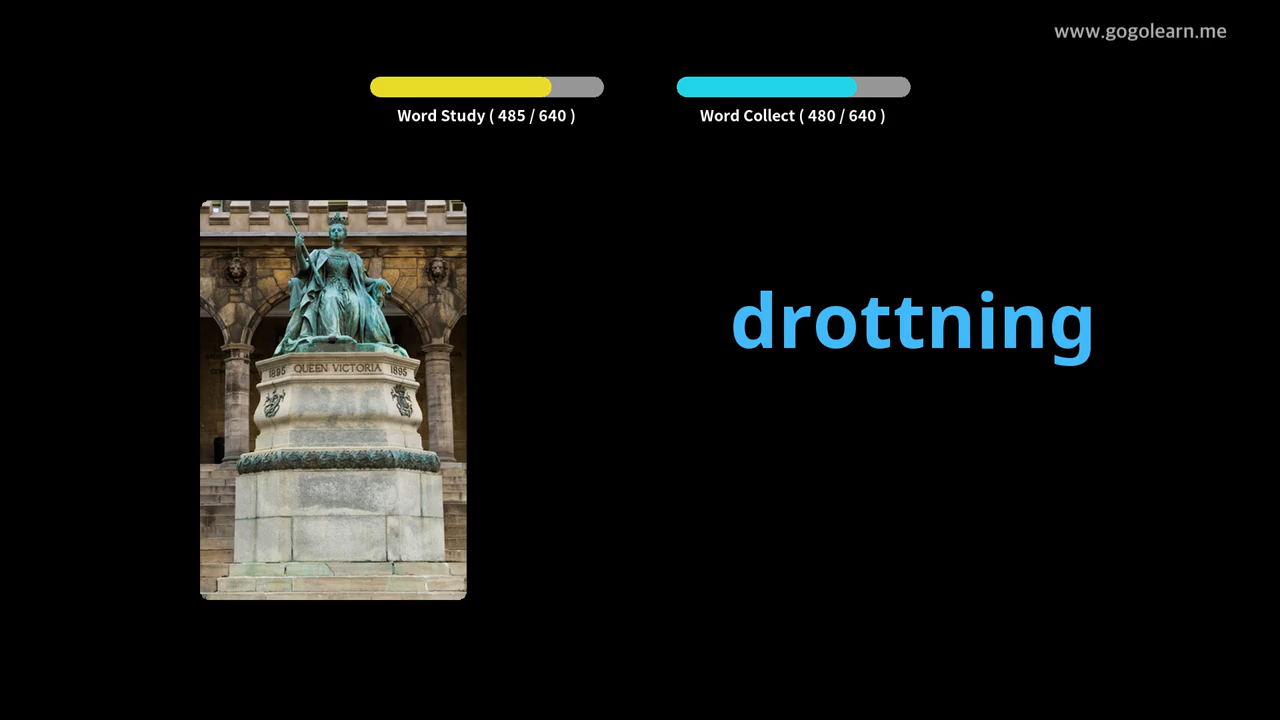 www.gogolearn.me
Word Study ( 485 / 640 )
Word Collect ( 480 / 640 )
drottning
1895 QUEEN VICTORIA 1895